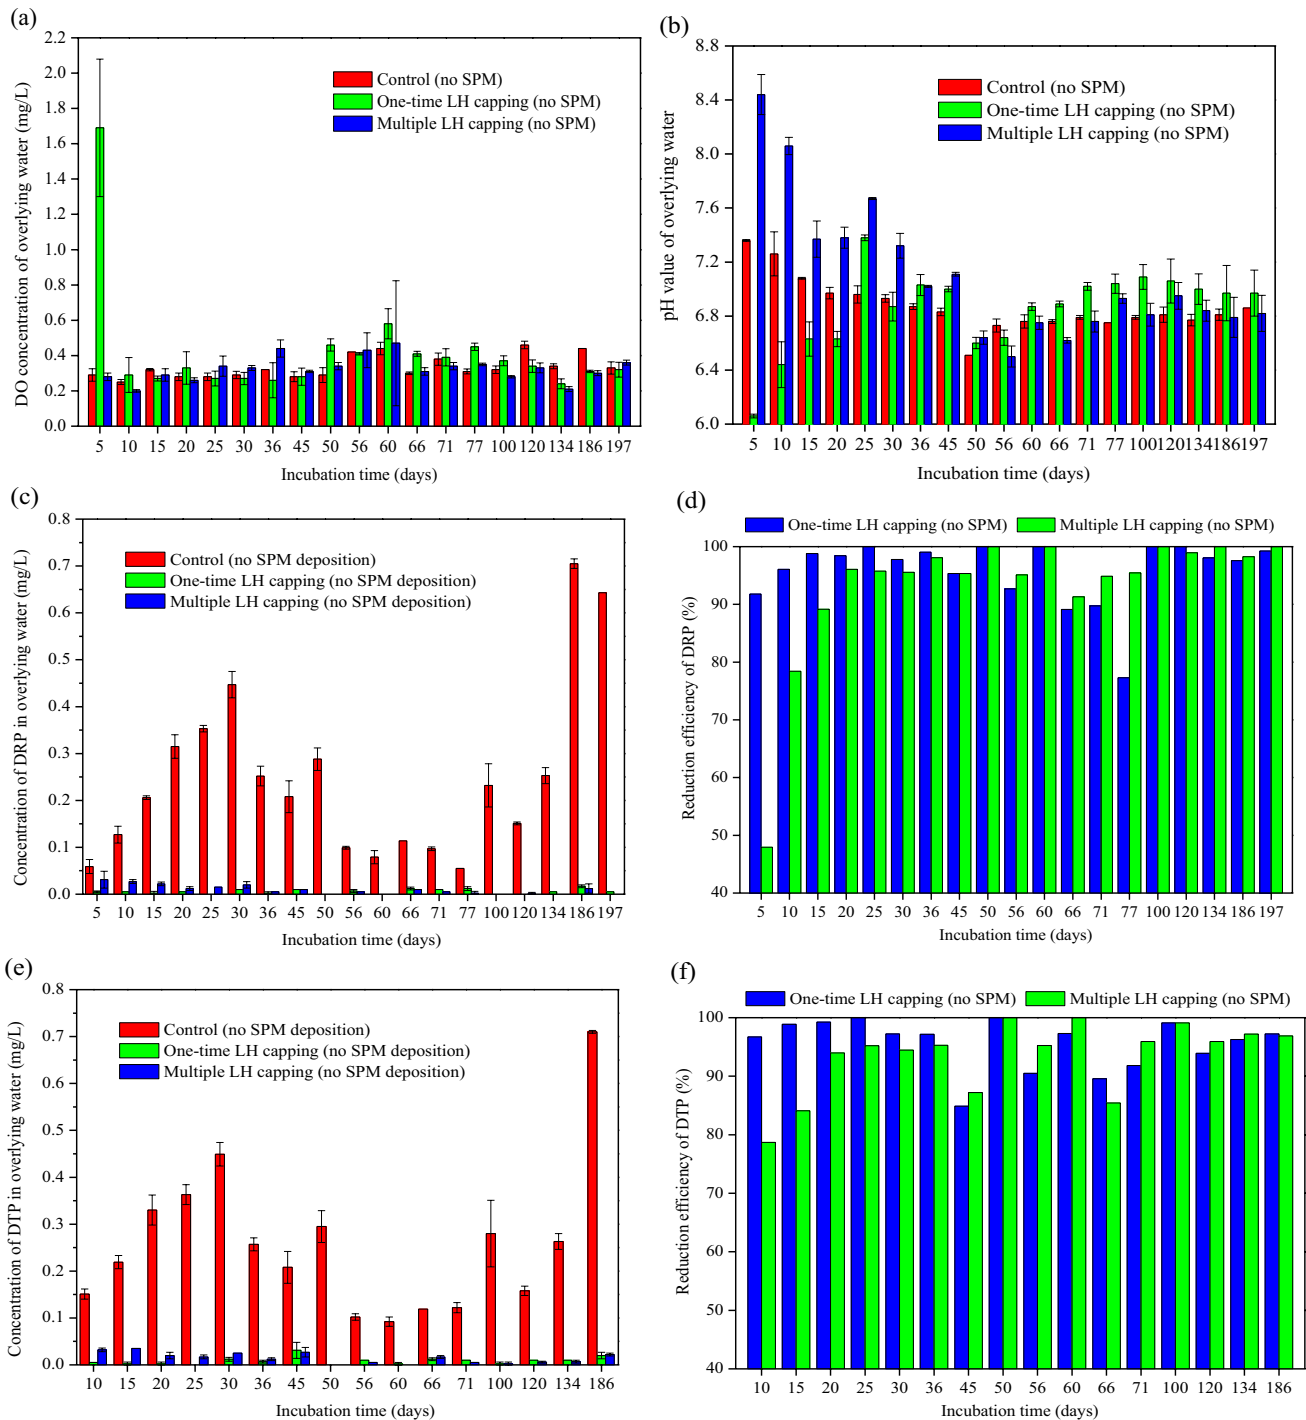 (a)
2.2
2.0
1.8
1.6
1.4
1.2
1.0
0.8
0.6
0.4
0.2
0.0
DO concentration of overlying water (mg/L)
Control (no SPM)
One-time LH capping (no SPM)
Multiple LH capping (no SPM)
5 10 15 20 25 30 36 45 50 56 60 66 71 77 100 120 134 186 197
Incubation time (days)
(b)
8.8
8.4
8.0
7.6
7.2
6.8
6.4
6.0
pH value of overlying water
Control (no SPM)
One-time LH capping (no SPM)
Multiple LH capping (no SPM)
5 10 15 20 25 30 36 45 50 56 60 66 71 77 100 120 134 186 197
Incubation time (days)
(c)
0.8
0.7
0.6
0.5
0.4
0.3
0.2
0.1
0.0
Concentration of DRP in overlying water (mg/L)
Control (no SPM deposition)
One-time LH capping (no SPM deposition)
Multiple LH capping (no SPM deposition)
5 10 15 20 25 30 36 45 50 56 60 66 71 77 100 120 134 186 197
Incubation time (days)
(d)
One-time LH capping (no SPM) Multiple LH capping (no SPM)
100
90
80
70
60
50
40
Reduction efficiency of DRP (%)
5 10 15 20 25 30 36 45 50 56 60 66 71 77 100 120 134 186 197
Incubation time (days)
(e)
0.8
0.7
0.6
0.5
0.4
0.3
0.2
0.1
0.0
Concentration of DTP in overlying water (mg/L)
Control (no SPM deposition)
One-time LH capping (no SPM deposition)
Multiple LH capping (no SPM deposition)
10 15 20 25 30 36 45 50 56 60 66 71 100 120 134 186
Incubation time (days)
(f)
One-time LH capping (no SPM) Multiple LH capping (no SPM)
100
90
80
70
60
50
40
Reduction efficiency of DTP (%)
10 15 20 25 30 36 45 50 56 60 66 71 100 120 134 186
Incubation time (days)